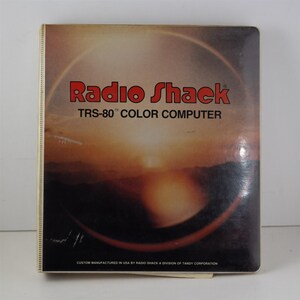 Radio Shack
TRS-80™ COLOR COMPUTER
CUSTOM MANUFACTURED IN USA BY RADIO SHACK A DIVISION OF TANDY CORPORATION